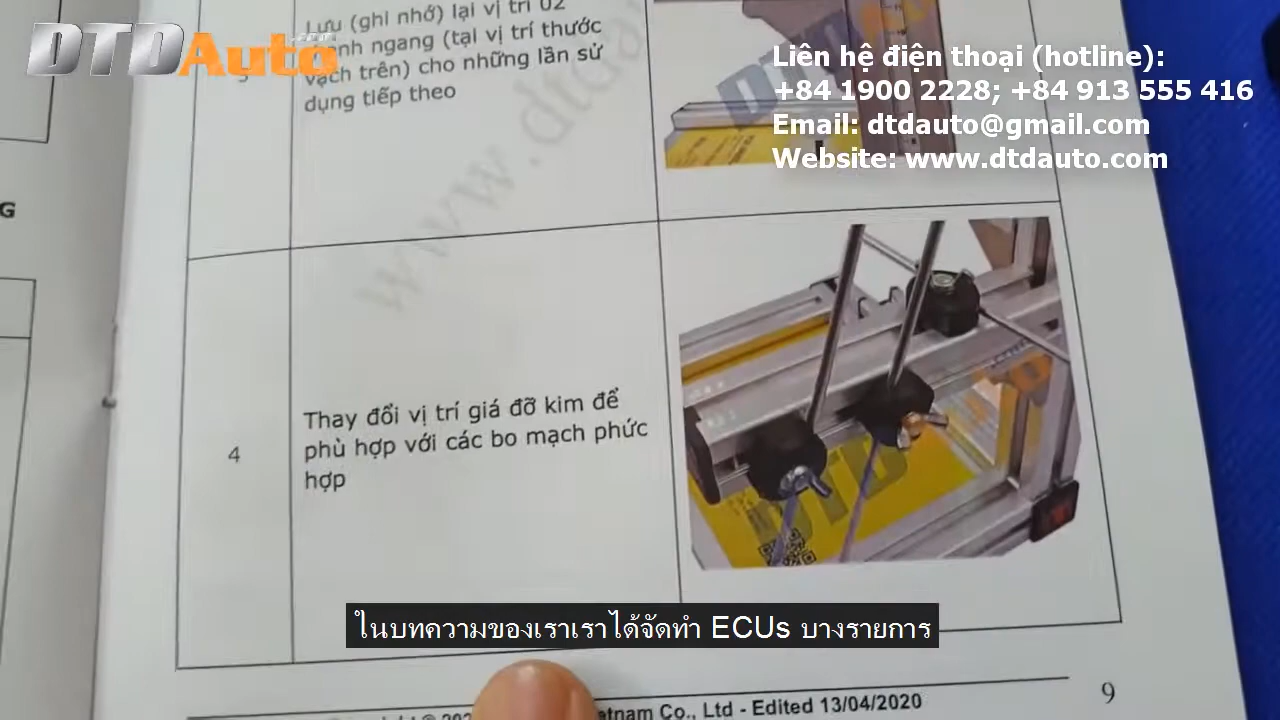 DTDAuto.com
Liên hệ điện thoại (hotline):
+84 1900 2228; +84 913 555 416
Email: dtdauto@gmail.com
Website: www.dtdauto.com
Lưu (ghi nhớ) lại vị trí 02
ngang (tại vị trí thước
vạch trên) cho những lần sử
dụng tiếp theo
G
4
Thay đổi vị trí giá đỡ kim để
phù hợp với các bo mạch phức
hợp
ในบทความของเราเราได้จัดทำ ECUs บางรายการ
Co., Ltd - Edited 13/04/2020
9